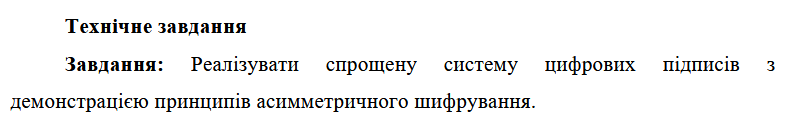 Технічне завдання
Завдання: Реалізувати спрощену систему цифрових підписів з
демонстрацією принципів асимметричного шифрування.